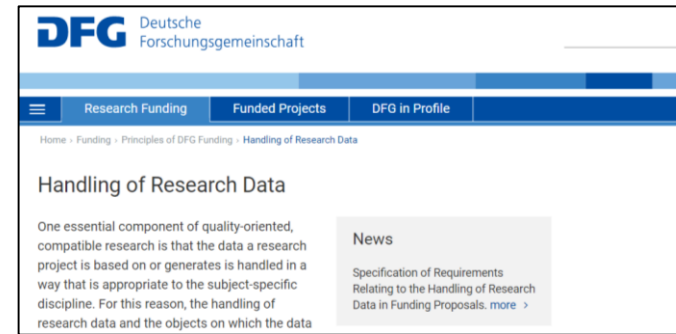 DFG Deutsche
Forschungsgemeinschaft
Research Funding Funded Projects DFG in Profile
Home › Funding › Principles of DFG Funding › Handling of Research Data
Handling of Research Data
One essential component of quality-oriented,
compatible research is that the data a research
project is based on or generates is handled in a
way that is appropriate to the subject-specific
discipline. For this reason, the handling of
research data and the objects on which the data
News
Specification of Requirements
Relating to the Handling of Research
Data in Funding Proposals. more ›